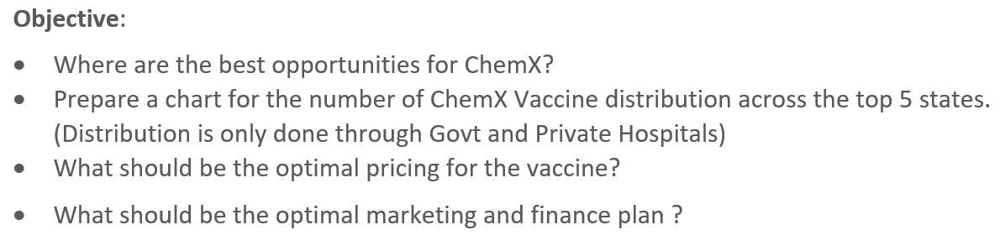 Objective:
• Where are the best opportunities for ChemX?
• Prepare a chart for the number of ChemX Vaccine distribution across the top 5 states.
(Distribution is only done through Govt and Private Hospitals)
• What should be the optimal pricing for the vaccine?
• What should be the optimal marketing and finance plan ?